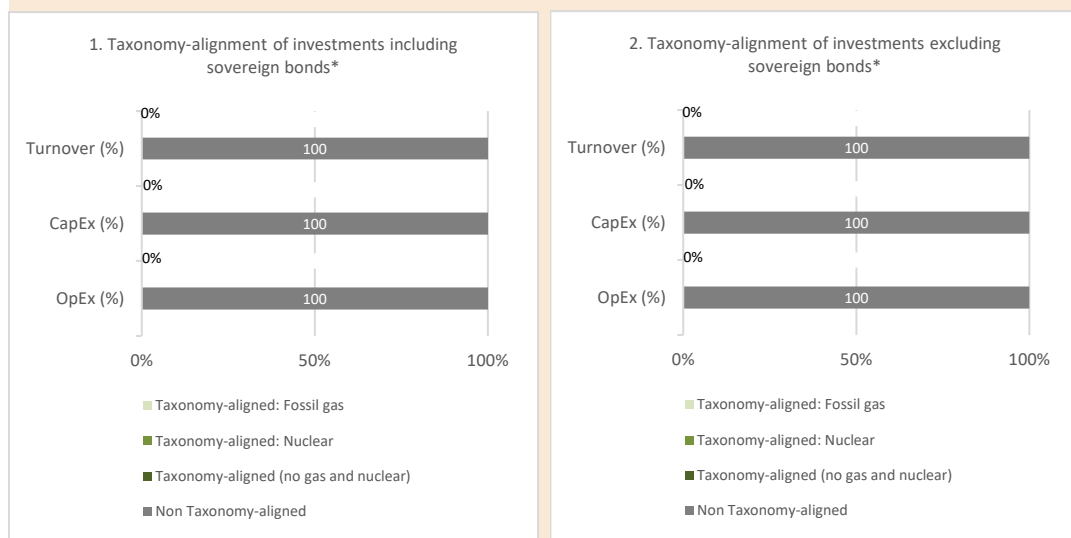 1. Taxonomy-alignment of investments including
sovereign bonds*
0%
Turnover (%)
100
0%
CapEx (%)
100
0%
OpEx (%)
100
0%
50%
100%
Taxonomy-aligned: Fossil gas
Taxonomy-aligned: Nuclear
Taxonomy-aligned (no gas and nuclear)
Non Taxonomy-aligned
2. Taxonomy-alignment of investments excluding
sovereign bonds*
0%
Turnover (%)
100
0%
CapEx (%)
100
0%
OpEx (%)
100
0%
50%
100%
Taxonomy-aligned: Fossil gas
Taxonomy-aligned: Nuclear
Taxonomy-aligned (no gas and nuclear)
Non Taxonomy-aligned